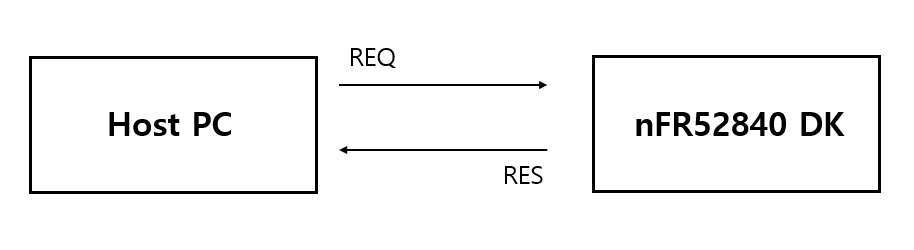 REQ
Host PC
nFR52840 DK
RES